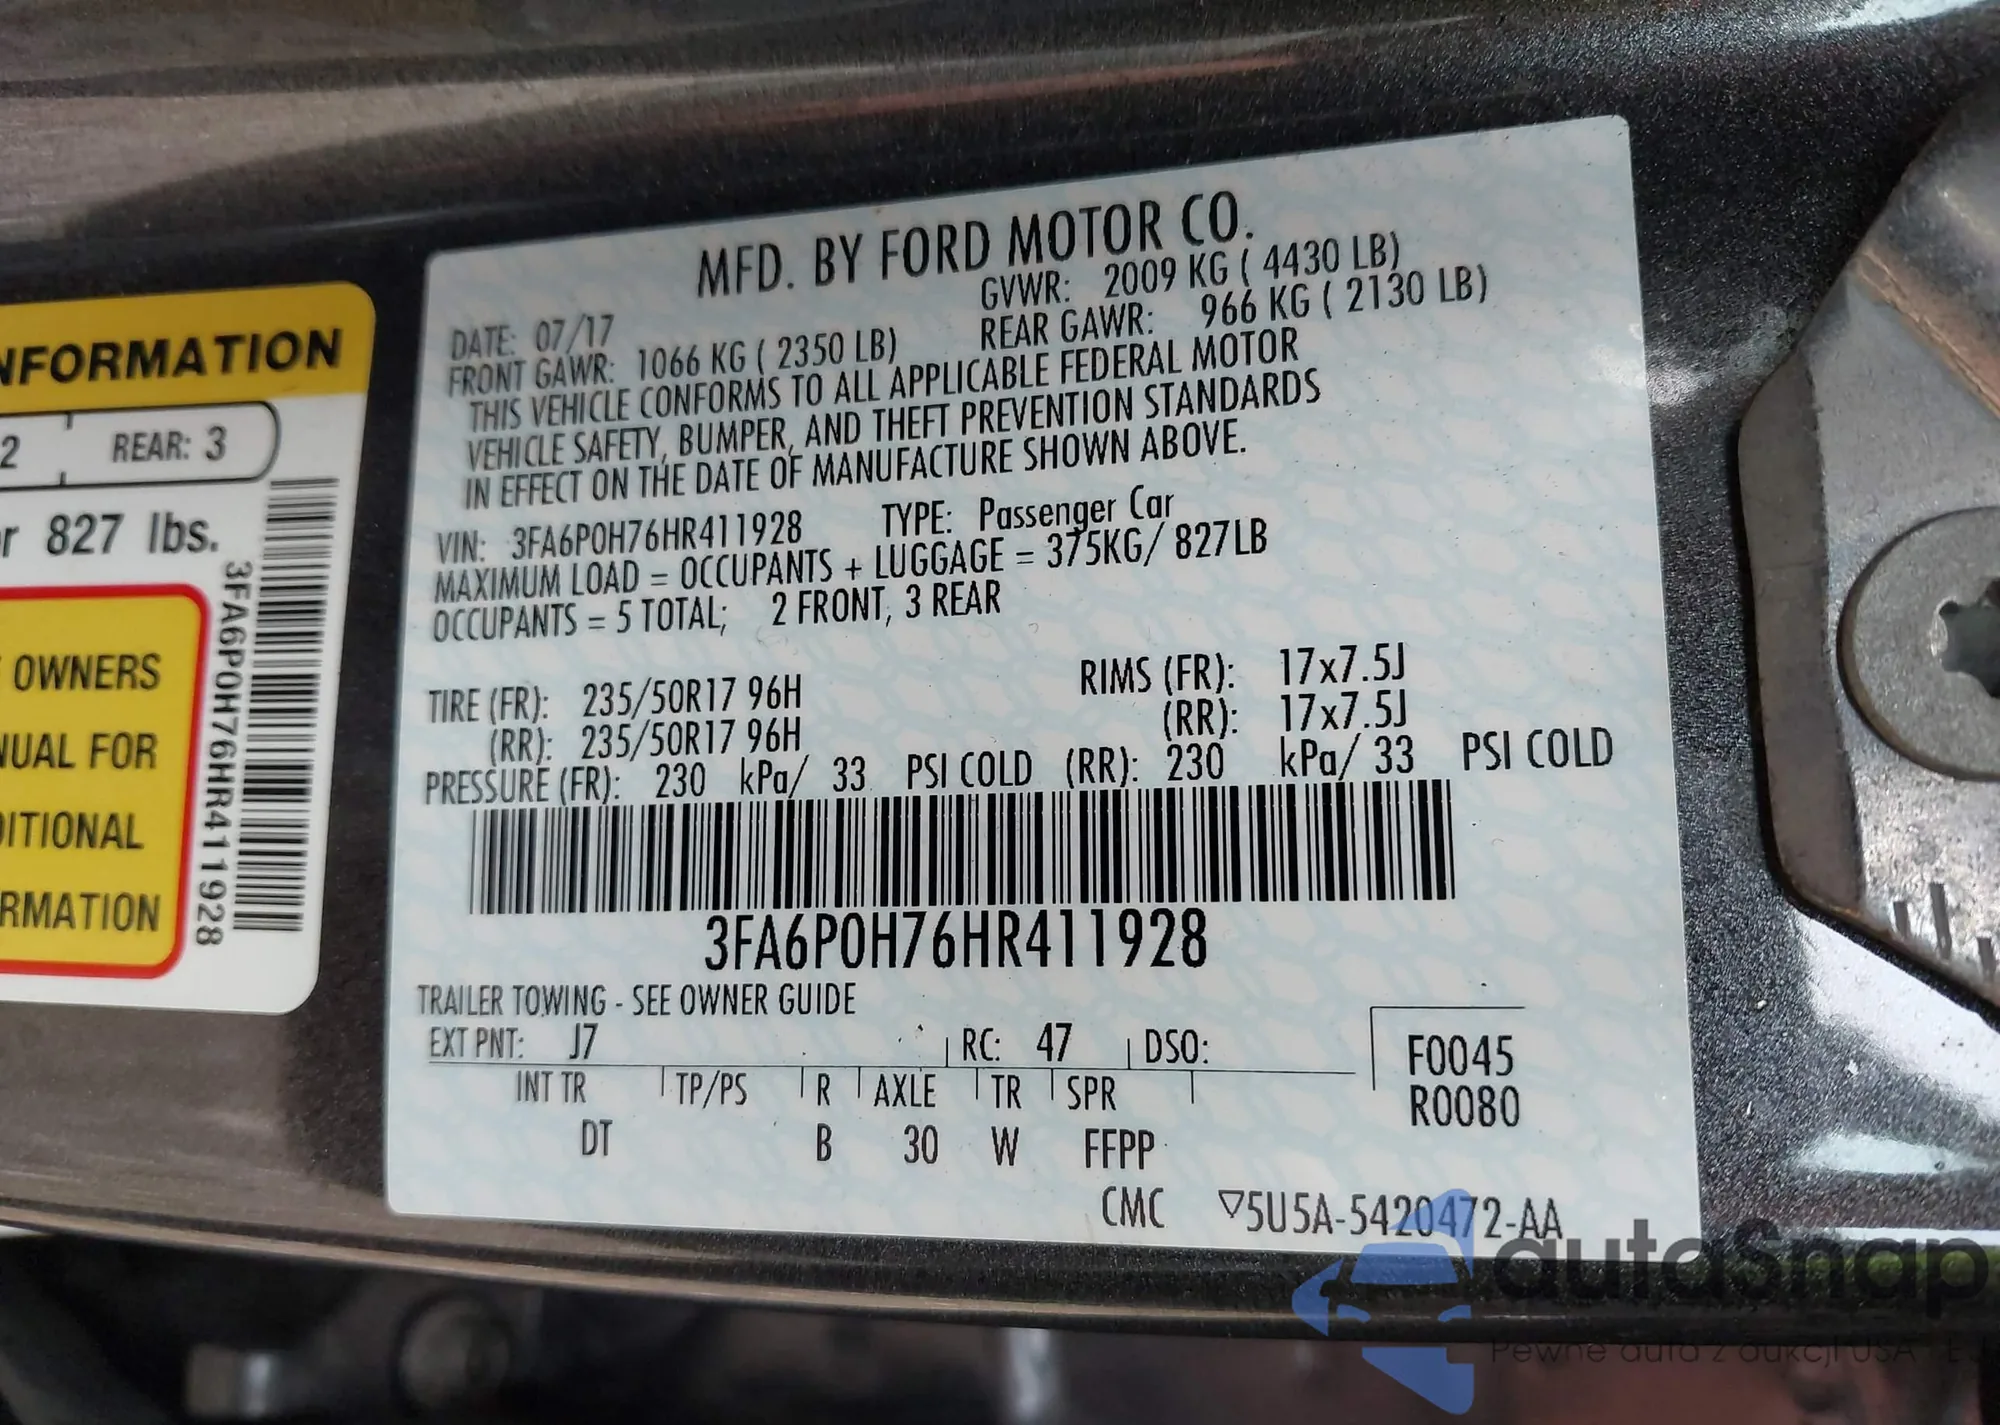 NFORMATION
2 REAR: 3
r 827 lbs.
OWNERS
NUAL FOR
DITIONAL
RMATION
3FA6P0H76HR411928
MFD. BY FORD MOTOR CO.
DATE: 07/17 GVWR: 2009 KG ( 4430 LB)
FRONT GAWR: 1066 KG ( 2350 LB) REAR GAWR: 966 KG ( 2130 LB)
THIS VEHICLE CONFORMS TO ALL APPLICABLE FEDERAL MOTOR
VEHICLE SAFETY, BUMPER, AND THEFT PREVENTION STANDARDS
IN EFFECT ON THE DATE OF MANUFACTURE SHOWN ABOVE.
VIN: 3FA6P0H76HR411928 TYPE: Passenger Car
MAXIMUM LOAD = OCCUPANTS + LUGGAGE = 375KG/ 827LB
OCCUPANTS = 5 TOTAL; 2 FRONT, 3 REAR
TIRE (FR): 235/50R17 96H RIMS (FR): 17x7.5J
(RR): 235/50R17 96H (RR): 17x7.5J
PRESSURE (FR): 230 kPa/ 33 PSI COLD (RR): 230 kPa/ 33 PSI COLD
3FA6P0H76HR411928
TRAILER TOWING - SEE OWNER GUIDE
EXT PNT: J7 RC: 47 DSO:
INT TR TP/PS R AXLE TR SPR
DT B 30 W FFPP
F0045
R0080
CMC ▽5U5A-5420472-AA
autasnap
Pewne auta z aukcji USA